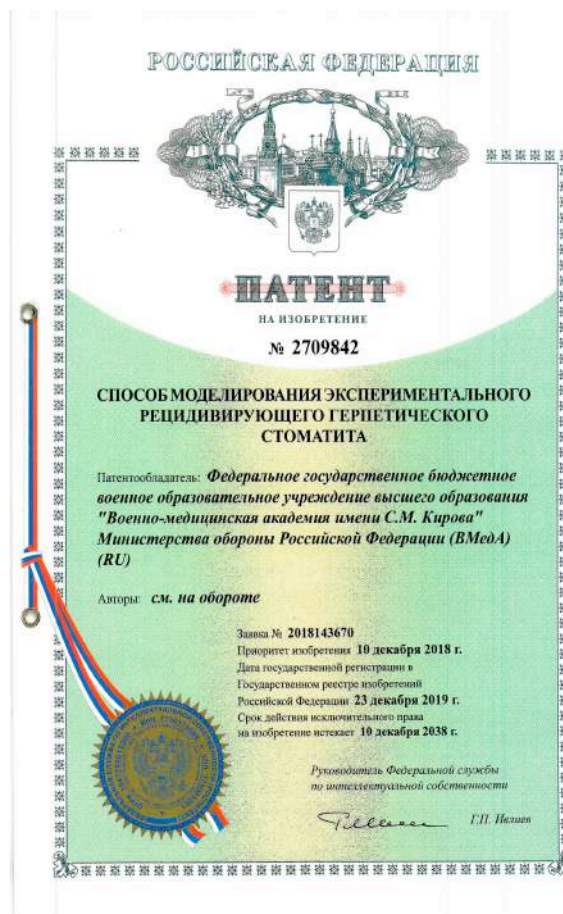 РОССИЙСКАЯ ФЕДЕРАЦИЯ
ПАТЕНТ
НА ИЗОБРЕТЕНИЕ
№ 2709842
СПОСОБ МОДЕЛИРОВАНИЯ ЭКСПЕРИМЕНТАЛЬНОГО
РЕЦИДИВИРУЮЩЕГО ГЕРПЕТИЧЕСКОГО
СТОМАТИТА
Патентообладатель: Федеральное государственное бюджетное
военное образовательное учреждение высшего образования
"Военно-медицинская академия имени С.М. Кирова"
Министерства обороны Российской Федерации (ВМедА)
(RU)
Авторы: см. на обороте
Заявка № 2018143670
Приоритет изобретения 10 декабря 2018 г.
Дата государственной регистрации в
Государственном реестре изобретений
Российской Федерации 23 декабря 2019 г.
Срок действия исключительного права
на изобретение истекает 10 декабря 2038 г.
Руководитель Федеральной службы
по интеллектуальной собственности
Г.П. Ивлиев